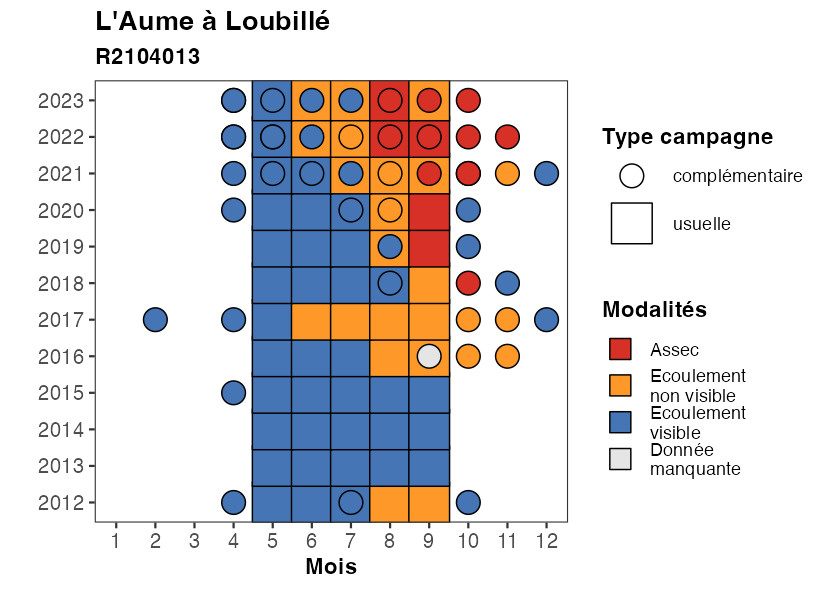 L'Aume à Loubillé
R2104013
2023
2022
2021
2020
2019
2018
2017
2016
2015
2014
2013
2012
1 2 3 4 5 6 7 8 9 10 11 12
Mois
Type campagne
complémentaire
usuelle
Modalités
Assec
Ecoulement
non visible
Ecoulement
visible
Donnée
manquante